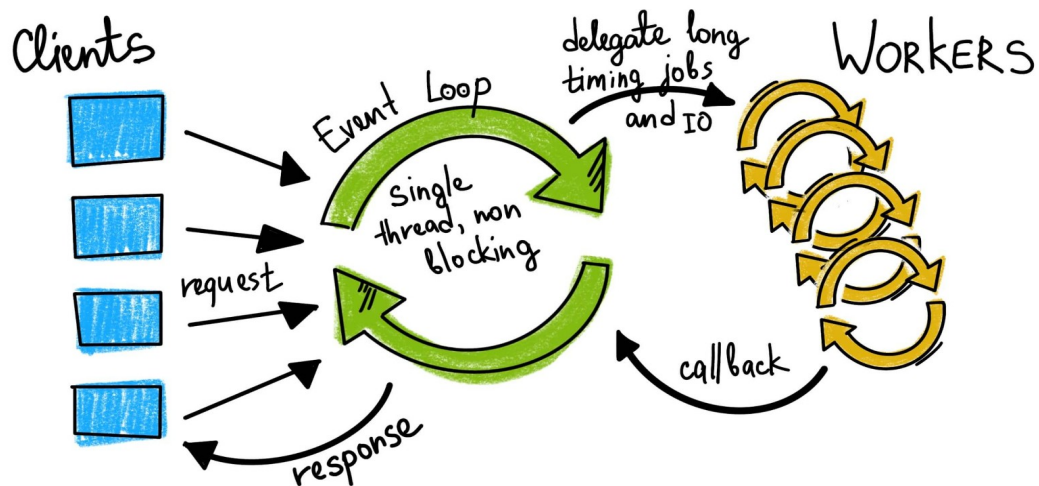 Clients
Event Loop
single
thread, non
blocking
delegate long
timing jobs
and IO
WORKERS
request
response
callback